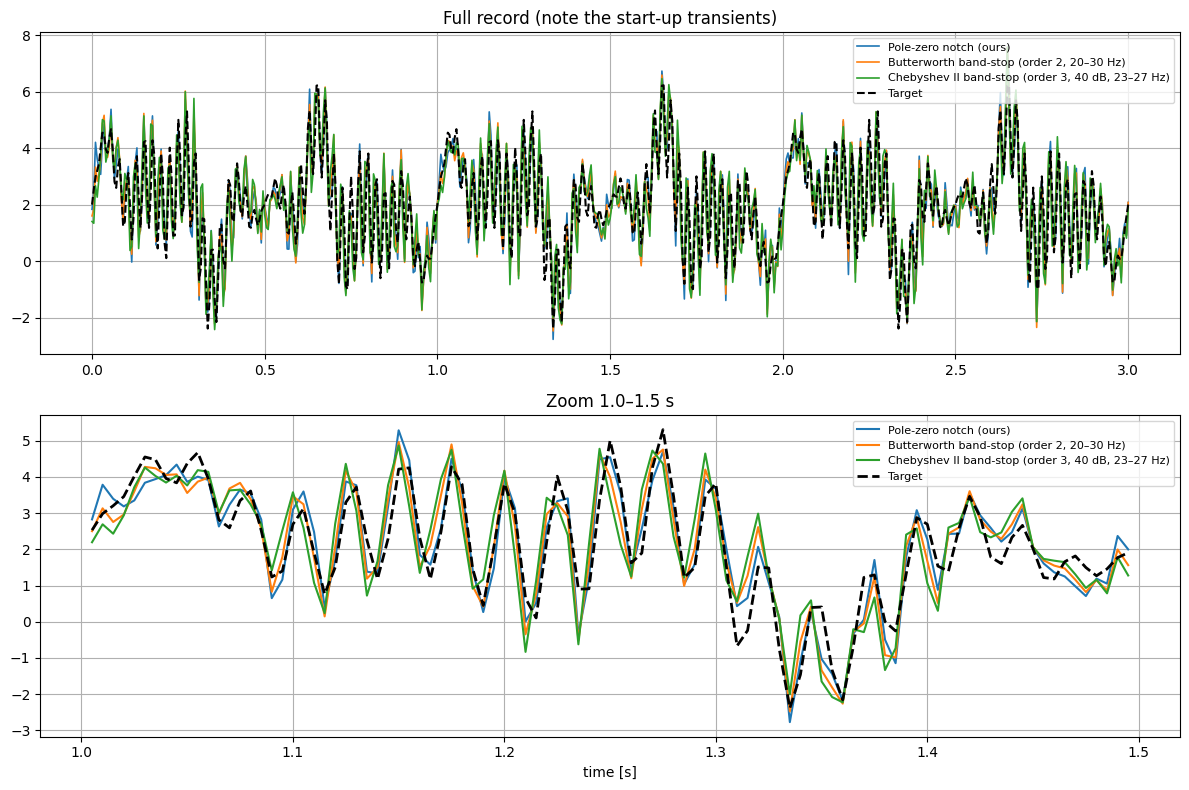 Full record (note the start-up transients)
8
6
4
2
0
−2
Pole-zero notch (ours)
Butterworth band-stop (order 2, 20–30 Hz)
Chebyshev II band-stop (order 3, 40 dB, 23–27 Hz)
Target
0.0 0.5 1.0 1.5 2.0 2.5 3.0
Zoom 1.0–1.5 s
5
4
3
2
1
0
−1
−2
−3
Pole-zero notch (ours)
Butterworth band-stop (order 2, 20–30 Hz)
Chebyshev II band-stop (order 3, 40 dB, 23–27 Hz)
Target
1.0 1.1 1.2 1.3 1.4 1.5
time [s]